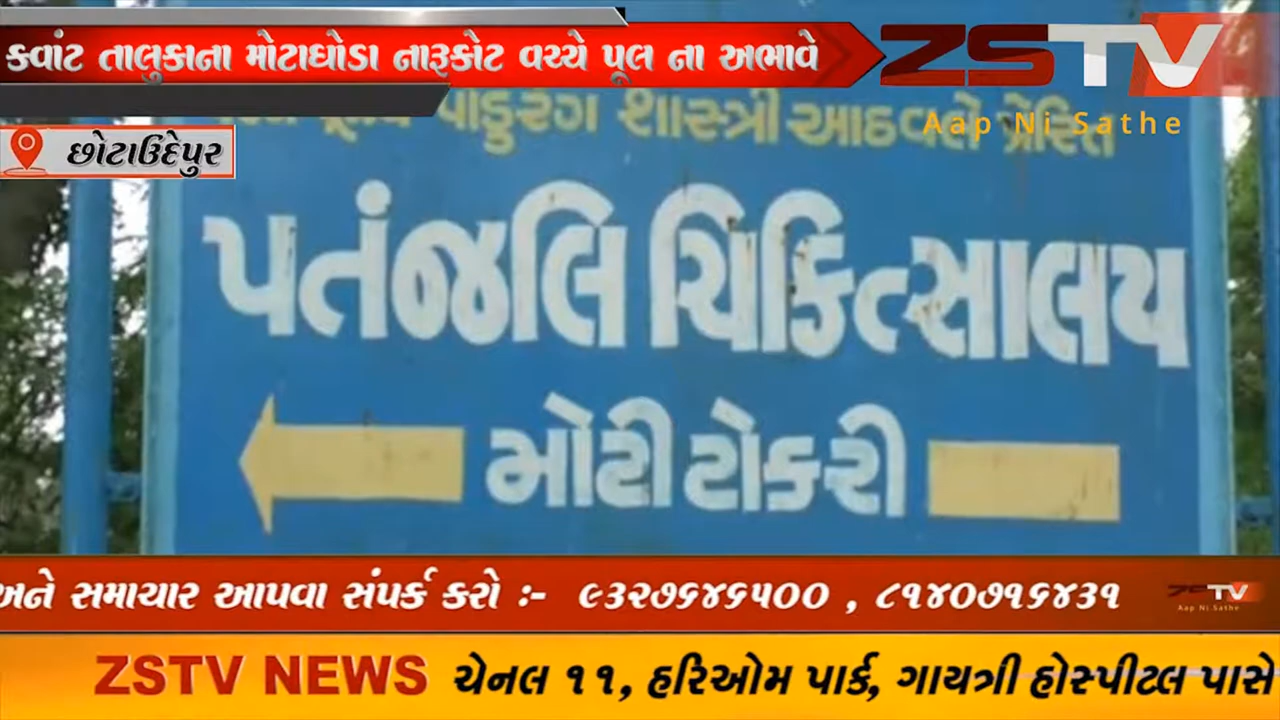 કવાંટ તાલુકાના મોટાઘોડા નારૂકોટ વચ્ચે પૂલ ના અભાવે
ZSTV
Aap Ni Sathe
છોટાઉદેપુર
પાંડુરંગ શાસ્ત્રી આઠવલે પ્રેરિત
પતંજલિ ચિકિત્સાલય
મોટી ટોકરી
અને સમાચાર આપવા સંપર્ક કરો :- ૯૩૨૭૬૪૬૫૦૦ , ૮૧૪૦૭૧૬૪૩૧
ZSTV
Aap Ni Sathe
ZSTV NEWS ચેનલ ૧૧, હરિઓમ પાર્ક, ગાયત્રી હોસ્પીટલ પાસે